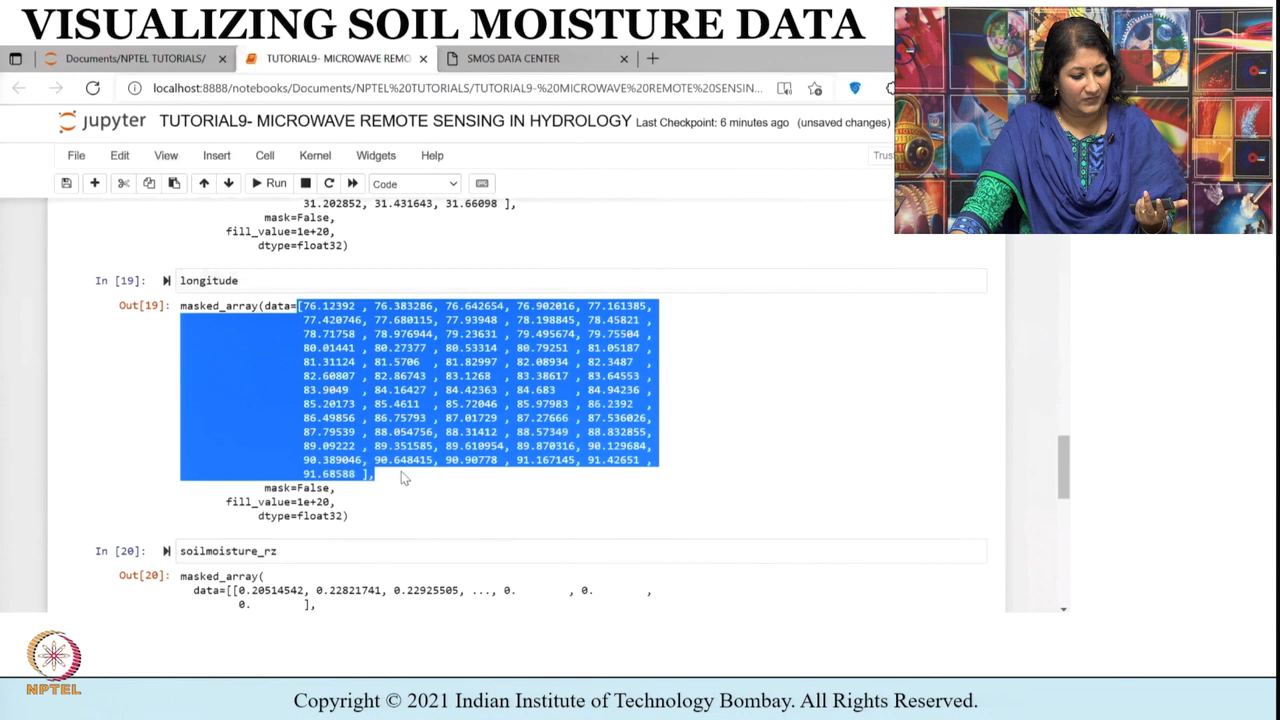 VISUALIZING SOIL MOISTURE DATA
Documents/NPTEL TUTORIALS/
TUTORIAL9- MICROWAVE REMO
SMOS DATA CENTER
localhost:8888/notebooks/Documents/NPTEL%20TUTORIALS/TUTORIAL9-%20MICROWAVE%20REMOTE%20SENSING...
jupyter TUTORIAL9- MICROWAVE REMOTE SENSING IN HYDROLOGY Last Checkpoint: 6 minutes ago (unsaved changes)
File Edit View Insert Cell Kernel Widgets Help Trus
Run Code
31.202852, 31.431643, 31.66098 ],
mask=False,
fill_value=1e+20,
dtype=float32)
In [19]: longitude
Out[19]: masked_array(data=[76.12392 , 76.383286, 76.642654, 76.902016, 77.161385,
77.420746, 77.680115, 77.93948 , 78.198845, 78.45821 ,
78.71758 , 78.976944, 79.23631 , 79.495674, 79.75504 ,
80.01441 , 80.27377 , 80.53314 , 80.79251 , 81.05187 ,
81.31124 , 81.5706 , 81.82997 , 82.08934 , 82.3487 ,
82.60807 , 82.86743 , 83.1268 , 83.38617 , 83.64553 ,
83.9049 , 84.16427 , 84.42363 , 84.683 , 84.94236 ,
85.20173 , 85.4611 , 85.72046 , 85.97983 , 86.2392 ,
86.49856 , 86.75793 , 87.01729 , 87.27666 , 87.536026,
87.79539 , 88.054756, 88.31412 , 88.57349 , 88.832855,
89.09222 , 89.351585, 89.610954, 89.870316, 90.129684,
90.389046, 90.648415, 90.90778 , 91.167145, 91.42651 ,
91.68588 ],
mask=False,
fill_value=1e+20,
dtype=float32)
In [20]: soilmoisture_rz
Out[20]: masked_array(
data=[[0.20514542, 0.22821741, 0.22925505, ..., 0. , 0. ,
0. ],
NPTEL
Copyright © 2021 Indian Institute of Technology Bombay. All Rights Reserved.